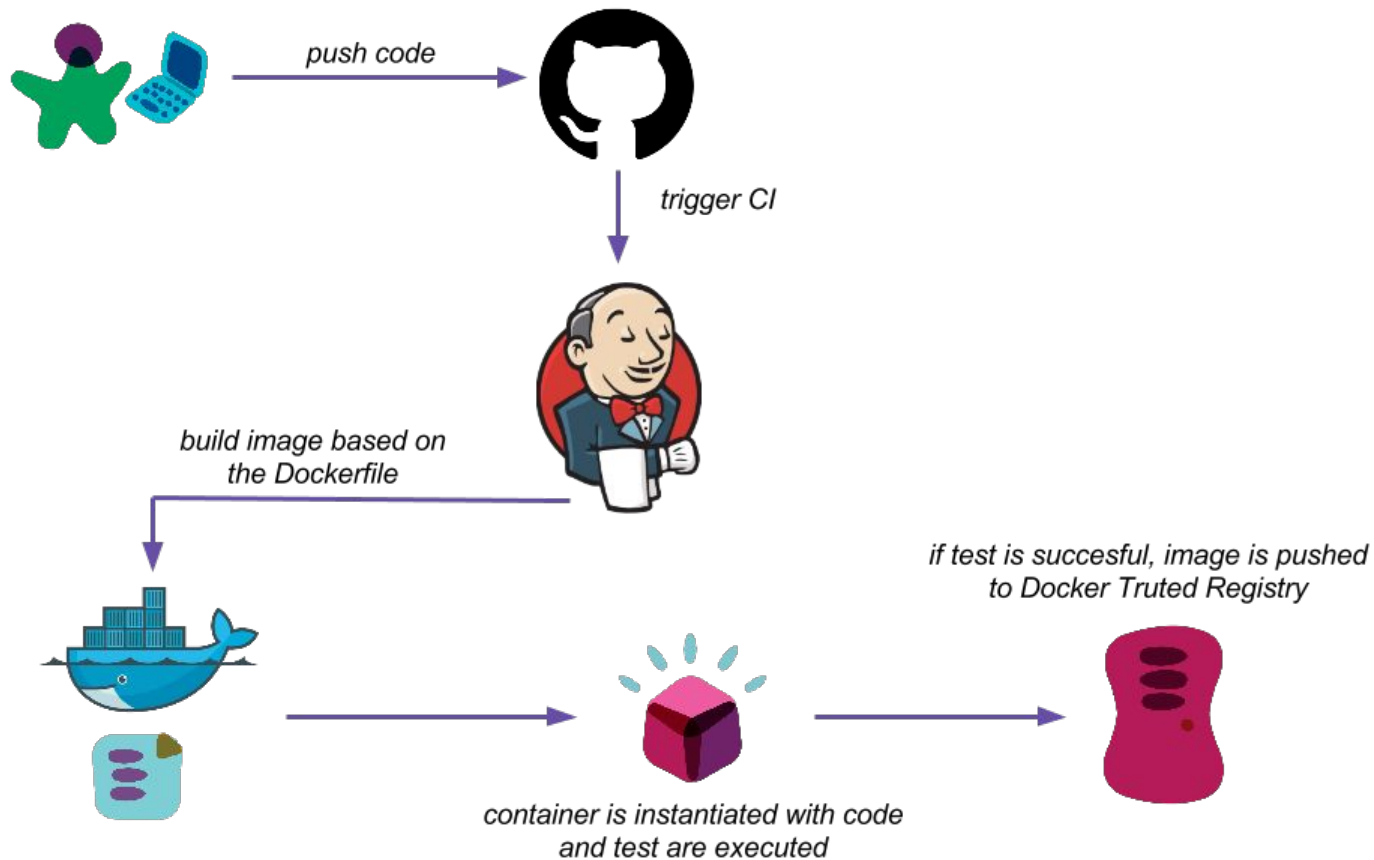 push code
trigger CI
build image based on
the Dockerfile
if test is succesful, image is pushed
to Docker Truted Registry
container is instantiated with code
and test are executed